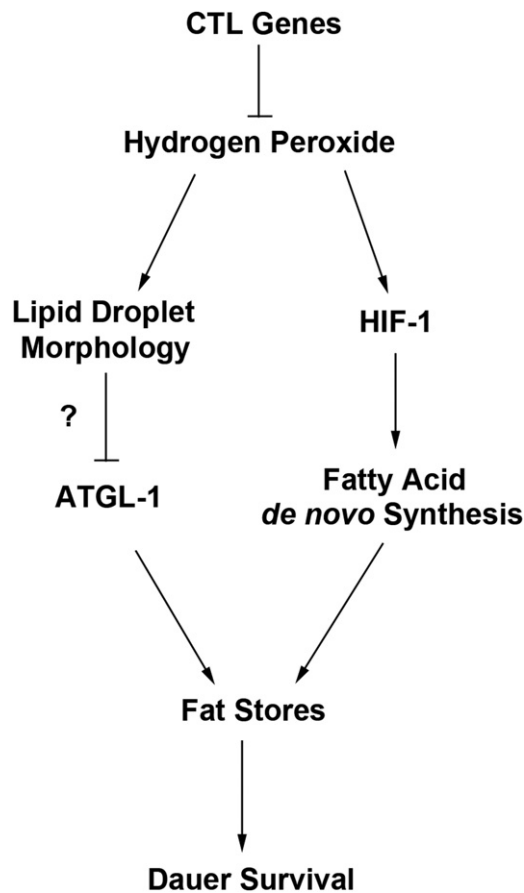 CTL Genes
Hydrogen Peroxide
Lipid Droplet
Morphology
HIF-1
?
ATGL-1
Fatty Acid
de novo Synthesis
Fat Stores
Dauer Survival